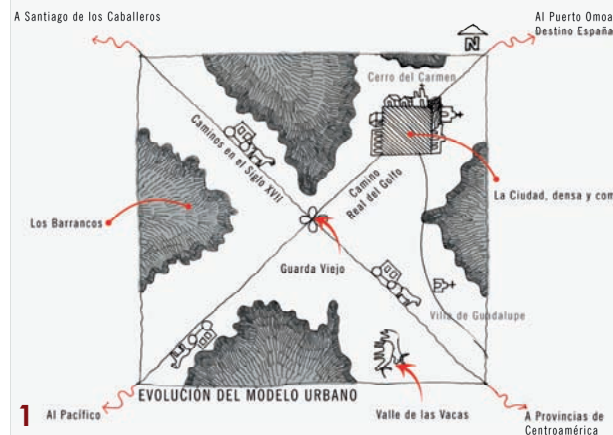 A Santiago de los Caballeros
Al Puerto Omoa
Destino España
N
Cerro del Carmen
Caminos en el Siglo XVII
Camino
Real del Golfo
La Ciudad, densa y com
Los Barrancos
Guarda Viejo
Villa de Guadalupe
EVOLUCIÓN DEL MODELO URBANO
1
Al Pacífico
Valle de las Vacas
A Provincias de
Centroamérica